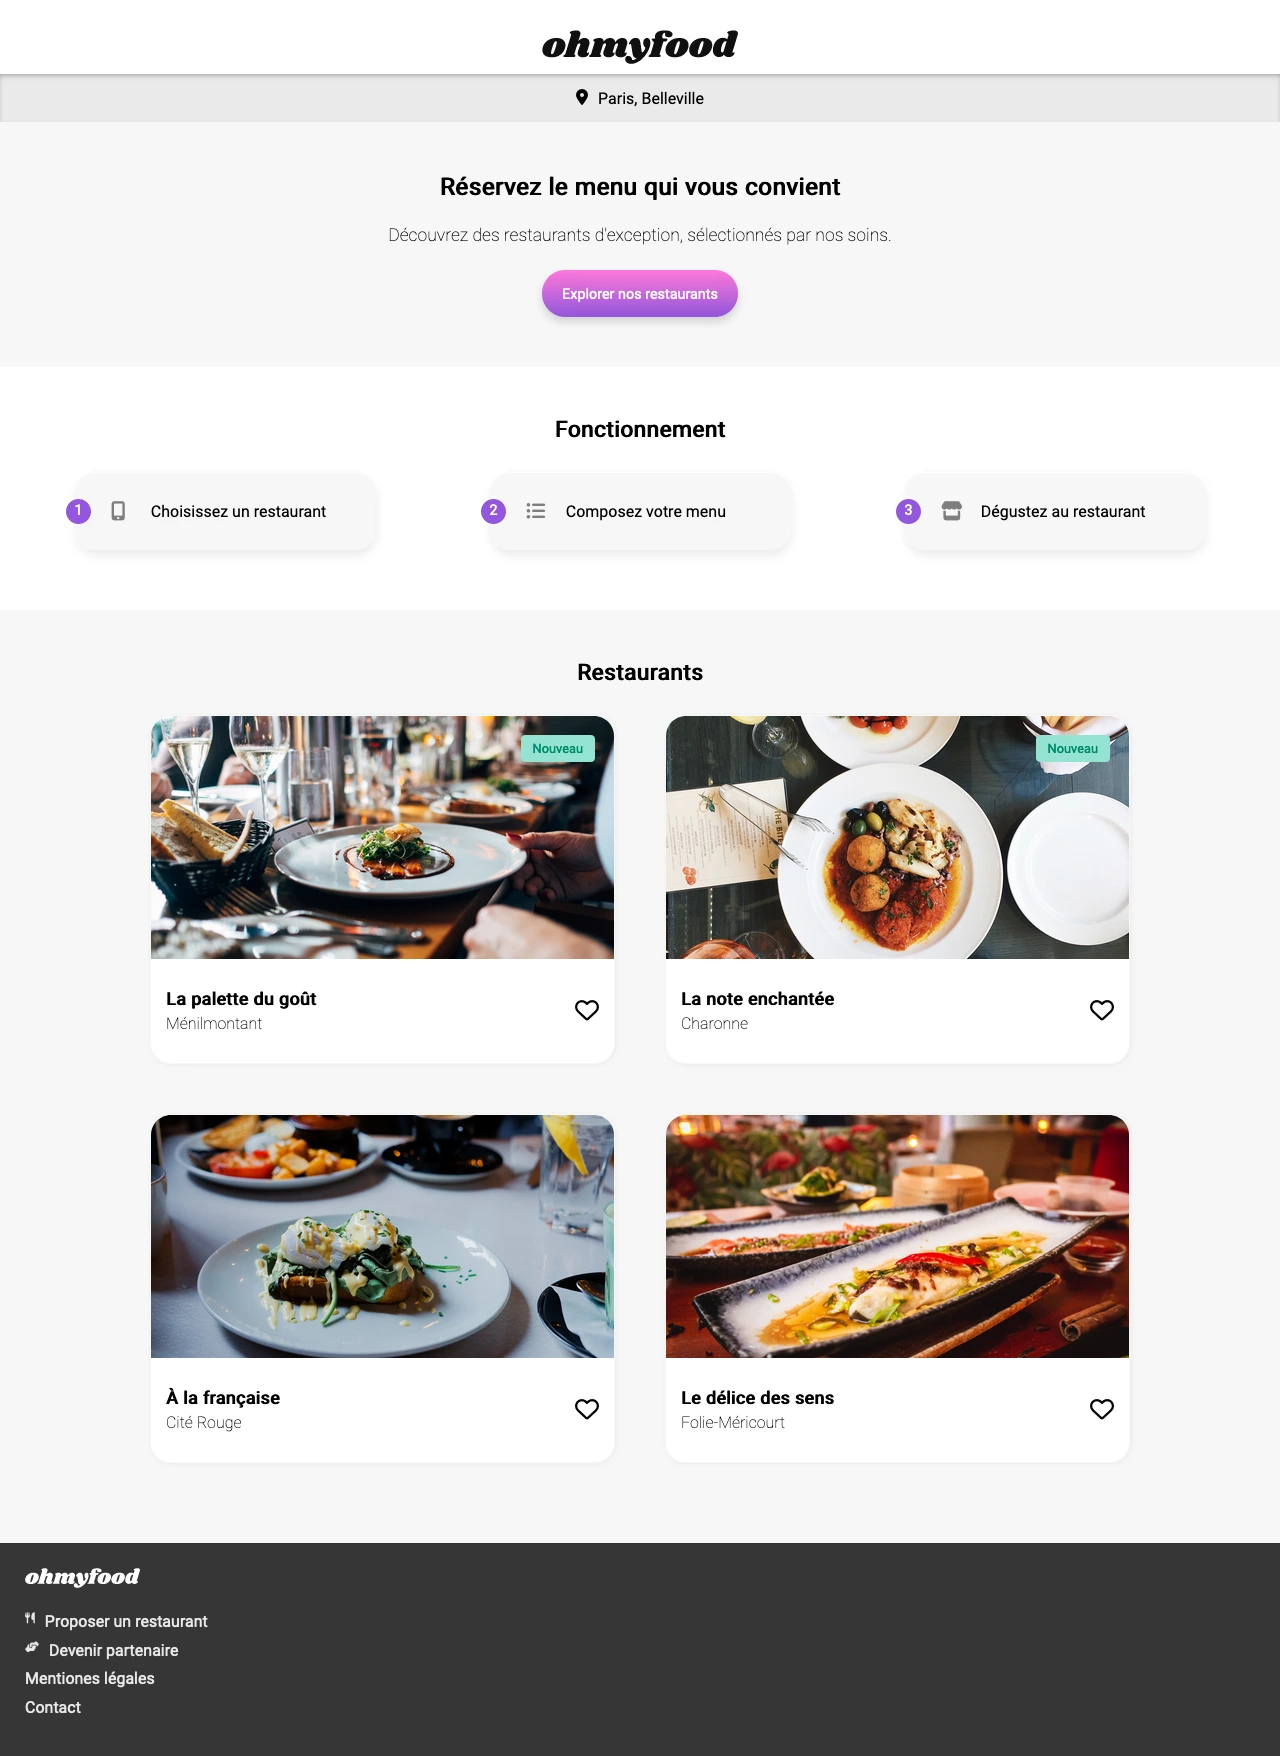 ohmyfood
Paris, Belleville
Réservez le menu qui vous convient
Découvrez des restaurants d'exception, sélectionnés par nos soins.
Explorer nos restaurants
Fonctionnement
1 Choisissez un restaurant
2 Composez votre menu
3 Dégustez au restaurant
Restaurants
Nouveau
La palette du goût
Ménilmontant
Nouveau
La note enchantée
Charonne
À la française
Cité Rouge
Le délice des sens
Folie-Méricourt
ohmyfood
Proposer un restaurant
Devenir partenaire
Mentiones légales
Contact